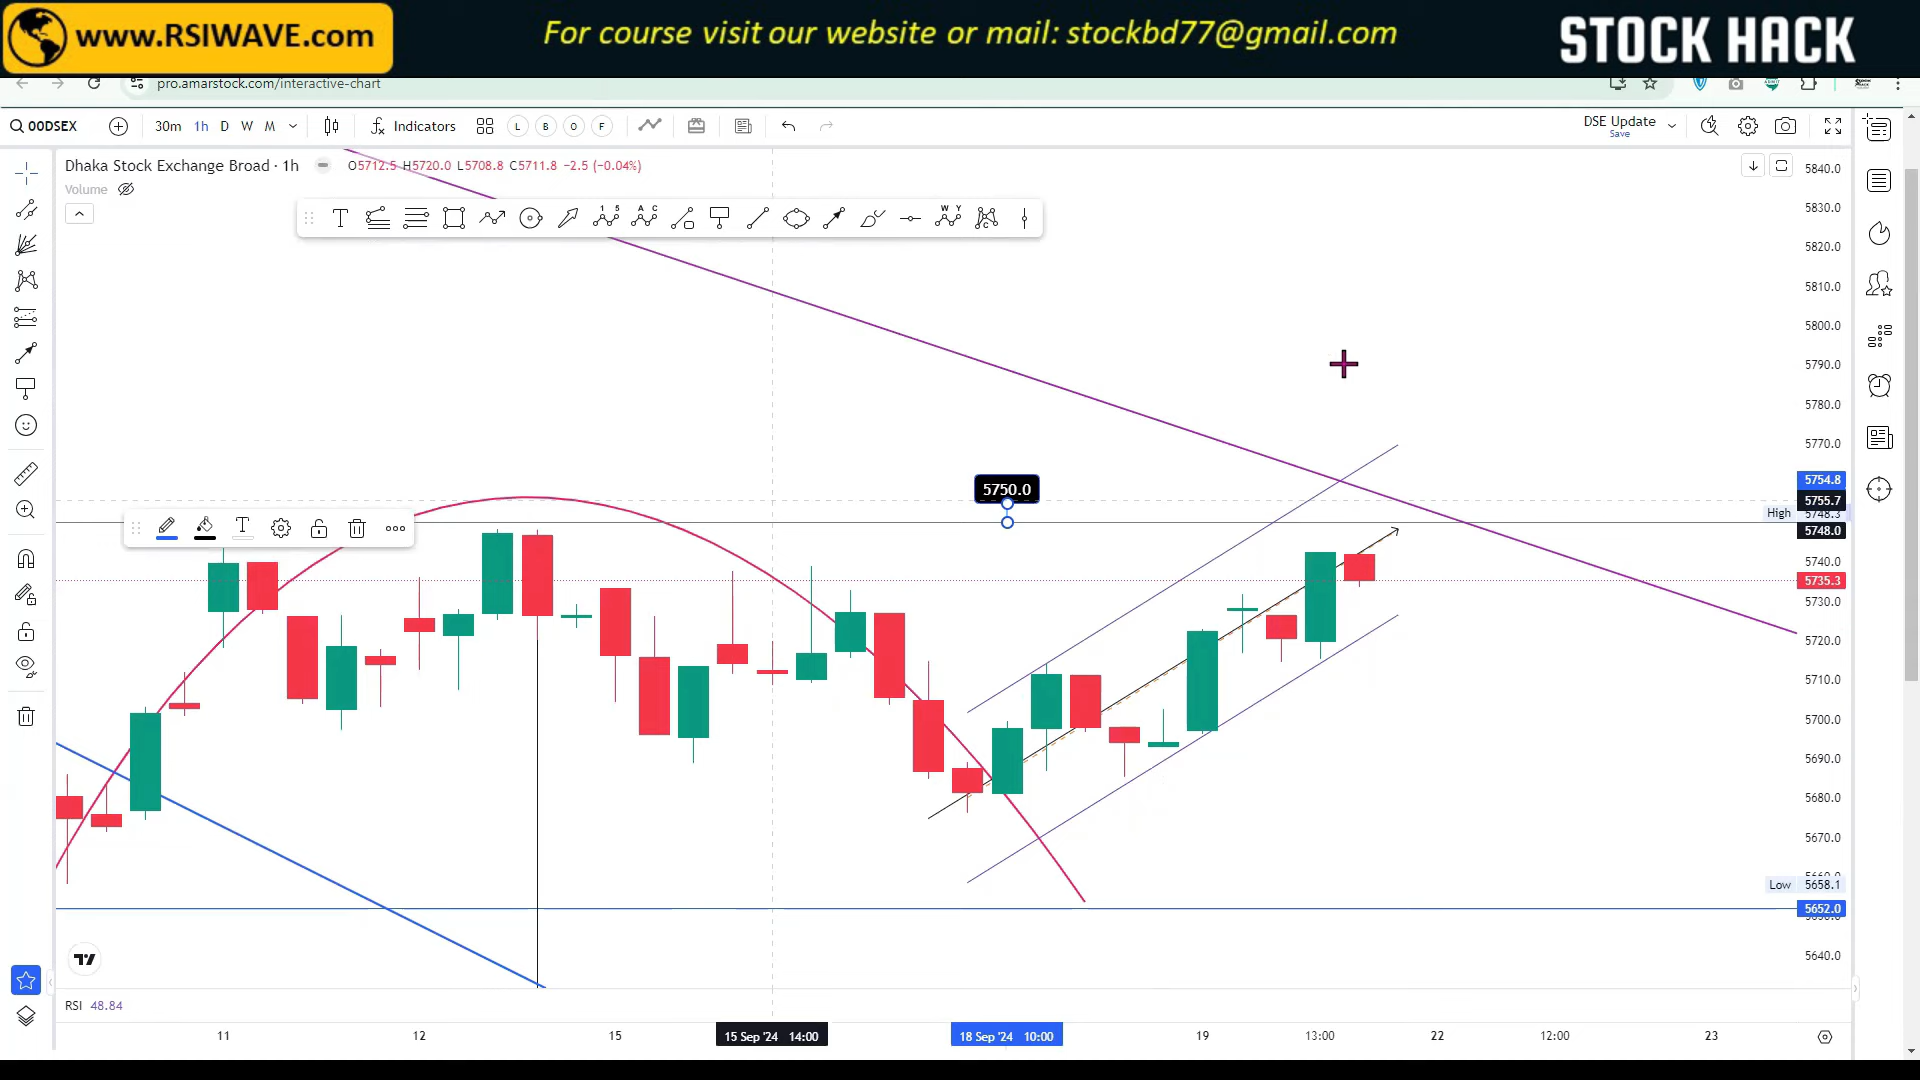 www.RSIWAVE.com
For course visit our website or mail: stockbd77@gmail.com
STOCK HACK
pro.amarstock.com/interactive-chart
00DSEX
30m 1h D W M
Indicators
L B O F
DSE Update
Save
Dhaka Stock Exchange Broad · 1h
O5712.5 H5720.0 L5708.8 C5711.8 −2.5 (−0.04%)
Volume
T
1 5
A C
W Y
C
5840.0
5830.0
5820.0
5810.0
5800.0
5790.0
5780.0
5770.0
5754.8
5755.7
High 5748.3
5748.0
5750.0
T
5740.0
5735.3
5730.0
5720.0
5710.0
5700.0
5690.0
5680.0
5670.0
Low 5658.1
5652.0
5640.0
RSI 48.84
11 12 15 15 Sep '24 14:00 18 Sep '24 10:00 19 13:00 22 12:00 23